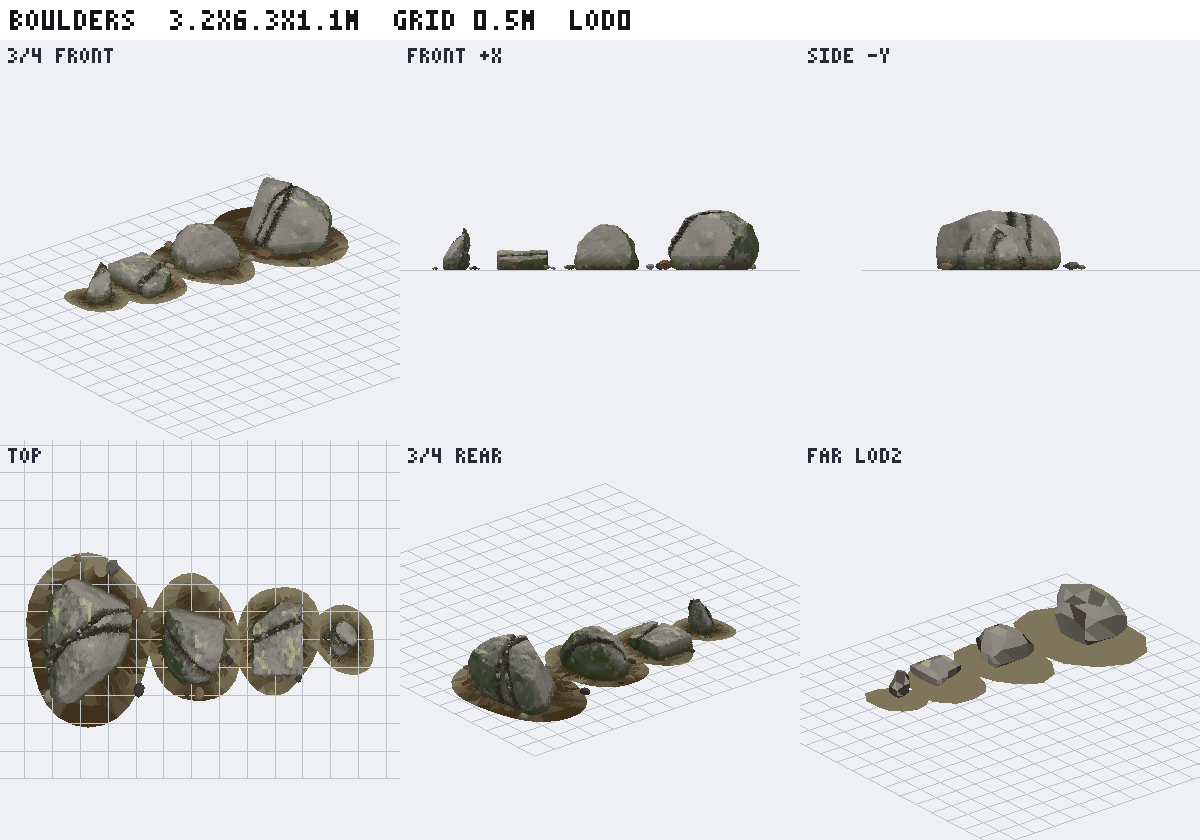 BOULDERS 3.2X6.3X1.1M GRID 0.5M LOD0
3/4 FRONT
FRONT +X
SIDE -Y
TOP
3/4 REAR
FAR LOD2